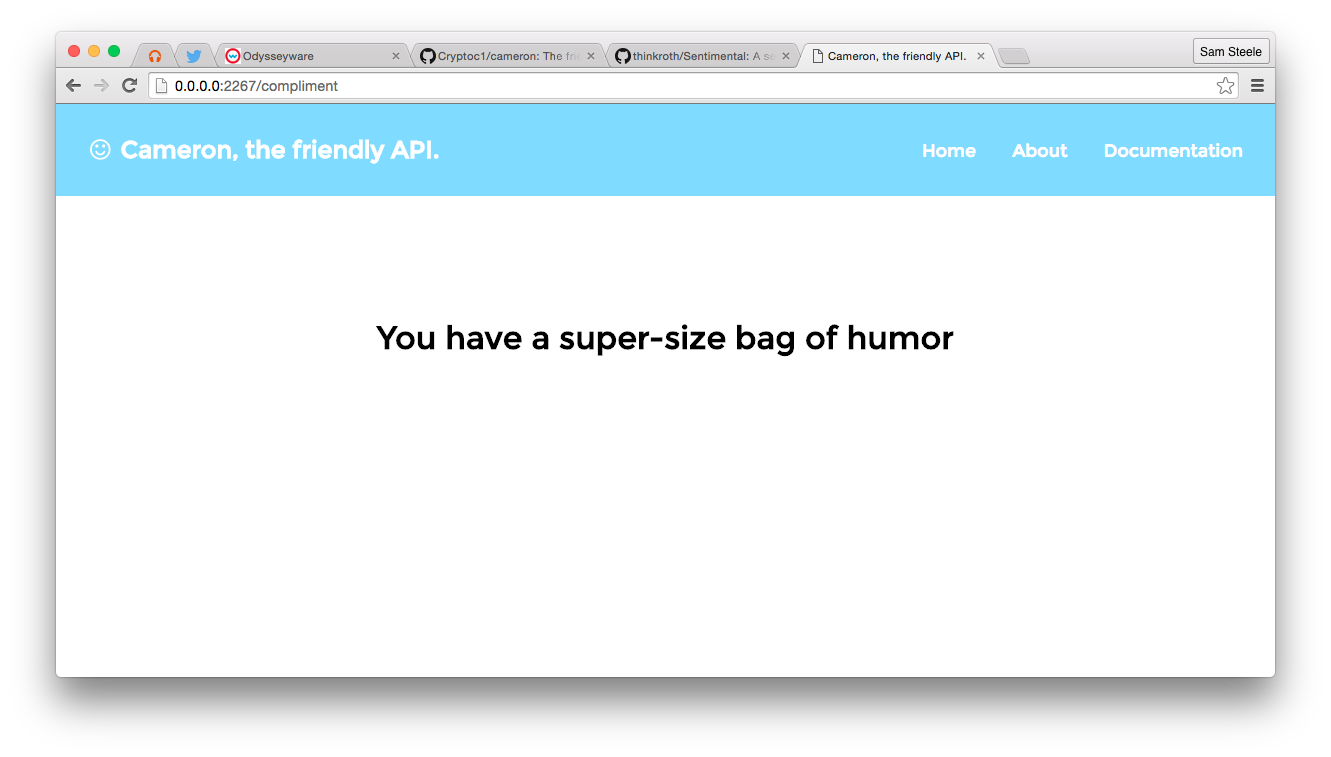 Odysseyware
Cryptoc1/cameron: The frie
thinkroth/Sentimental: A se
Cameron, the friendly API.
Sam Steele
0.0.0.0:2267/compliment
Cameron, the friendly API.
Home
About
Documentation
You have a super-size bag of humor